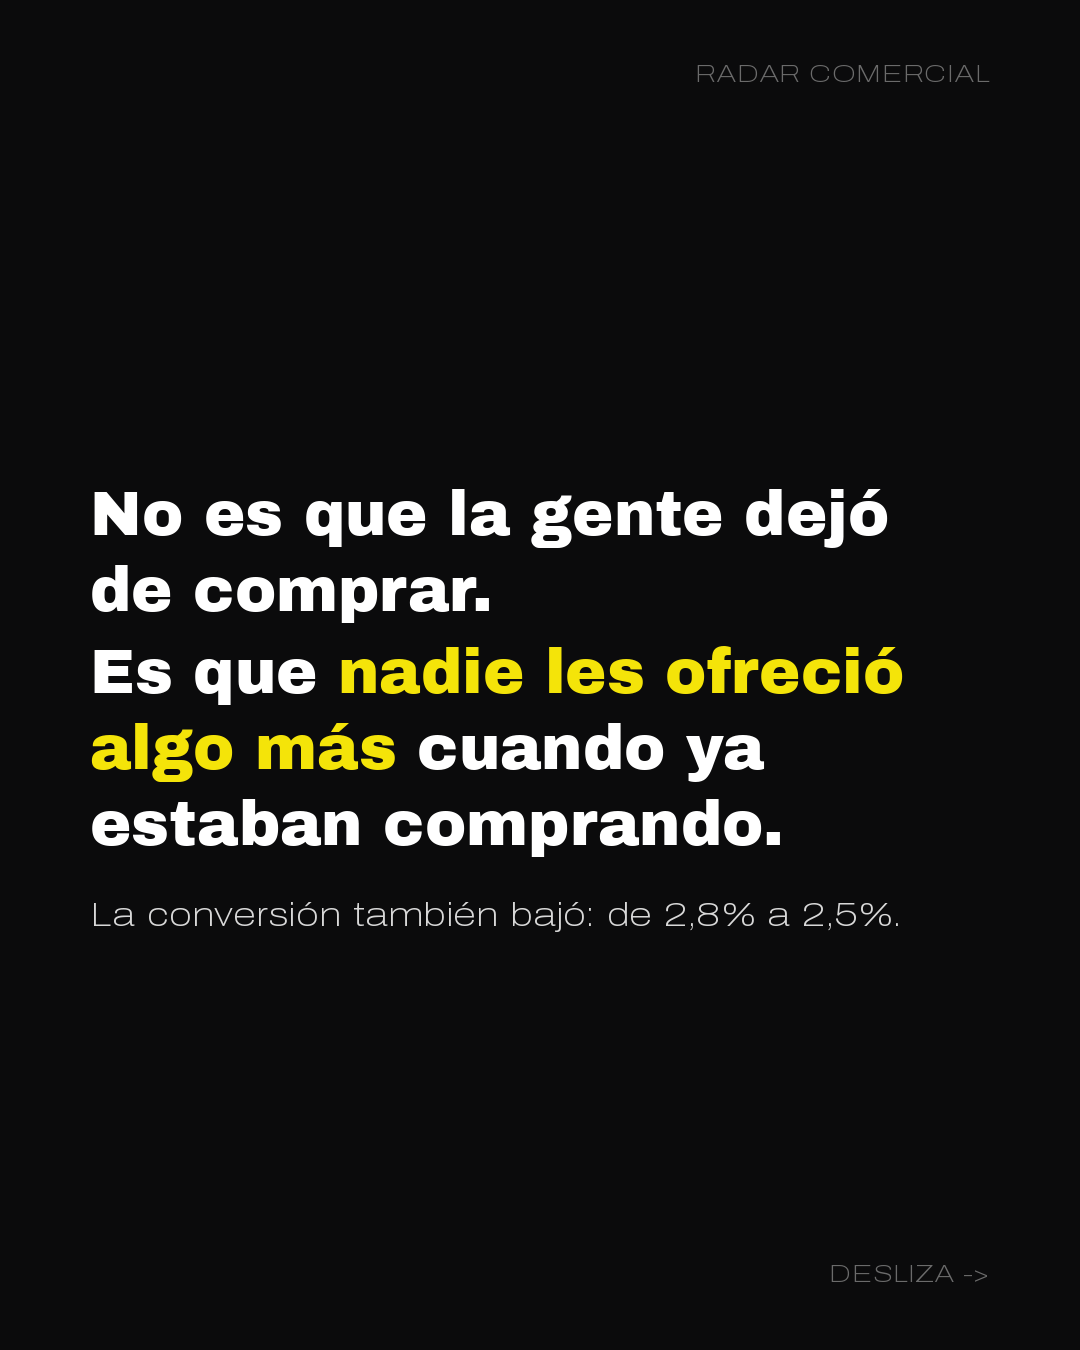 RADAR COMERCIAL
No es que la gente dejó
de comprar.
Es que nadie les ofreció
algo más cuando ya
estaban comprando.
La conversión también bajó: de 2,8% a 2,5%.
DESLIZA ->